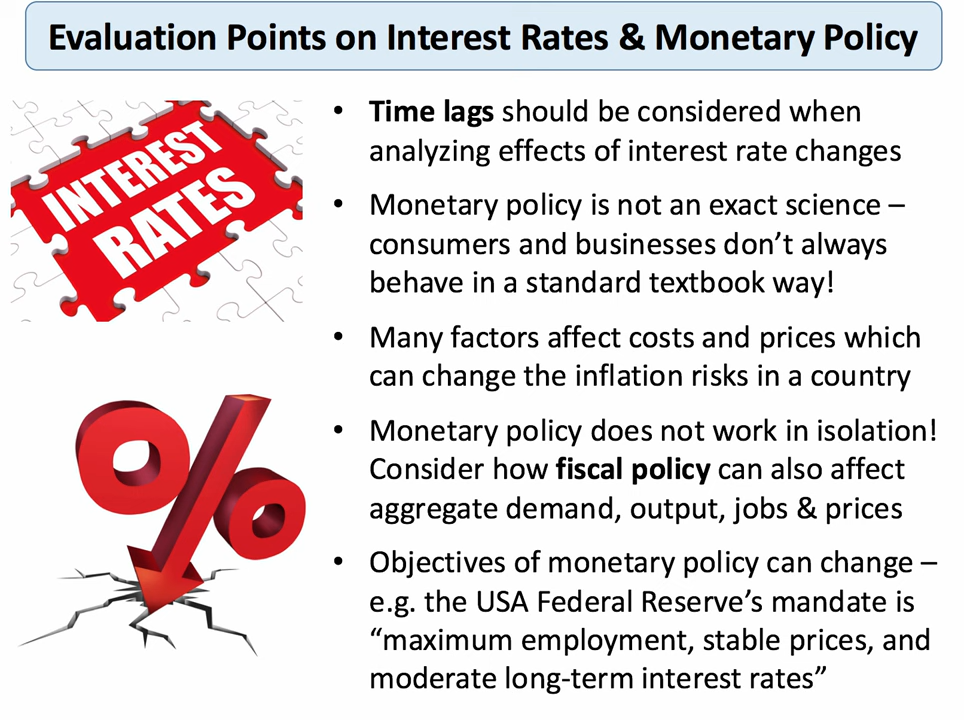 Evaluation Points on Interest Rates & Monetary Policy
INTEREST
RATES
• Time lags should be considered when
analyzing effects of interest rate changes
• Monetary policy is not an exact science –
consumers and businesses don’t always
behave in a standard textbook way!
• Many factors affect costs and prices which
can change the inflation risks in a country
• Monetary policy does not work in isolation!
Consider how fiscal policy can also affect
aggregate demand, output, jobs & prices
• Objectives of monetary policy can change –
e.g. the USA Federal Reserve’s mandate is
“maximum employment, stable prices, and
moderate long-term interest rates”
%